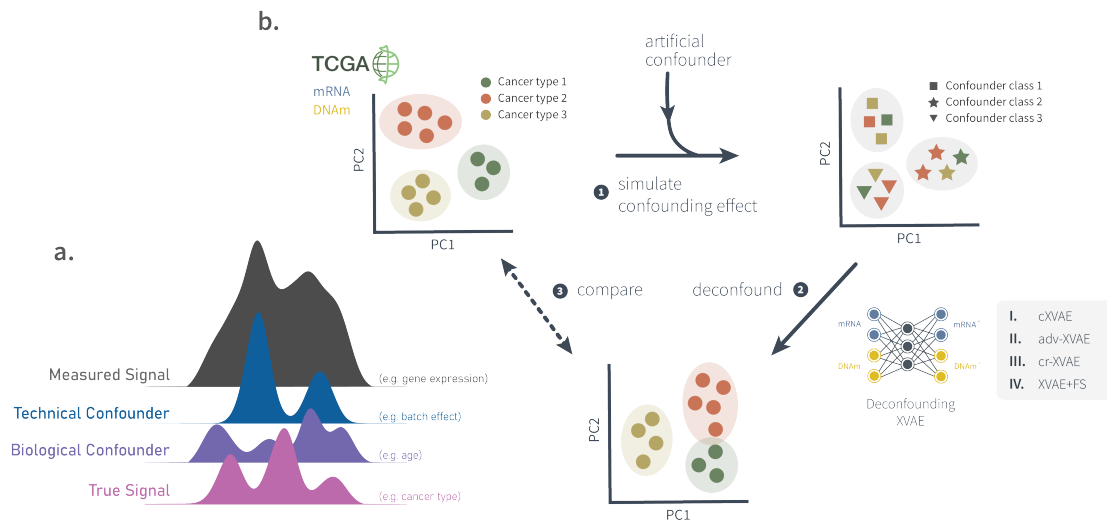 b.
TCGA
mRNA
DNAm
Cancer type 1
Cancer type 2
Cancer type 3
PC2
PC1
artificial
confounder
1 simulate
confounding effect
Confounder class 1
Confounder class 2
Confounder class 3
PC2
PC1
a.
Measured Signal (e.g. gene expression)
Technical Confounder (e.g. batch effect)
Biological Confounder (e.g. age)
True Signal (e.g. cancer type)
3 compare
deconfound 2
PC2
PC1
mRNA
DNAm
mRNA'
DNAm'
Deconfounding
XVAE
I. cXVAE
II. adv-XVAE
III. cr-XVAE
IV. XVAE+FS